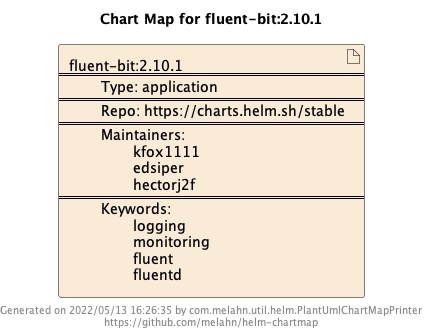 Chart Map for fluent-bit:2.10.1
fluent-bit:2.10.1
Type: application
Repo: https://charts.helm.sh/stable
Maintainers:
kfox1111
edsiper
hectorj2f
Keywords:
logging
monitoring
fluent
fluentd
Generated on 2022/05/13 16:26:35 by com.melahn.util.helm.PlantUmlChartMapPrinter
https://github.com/melahn/helm-chartmap